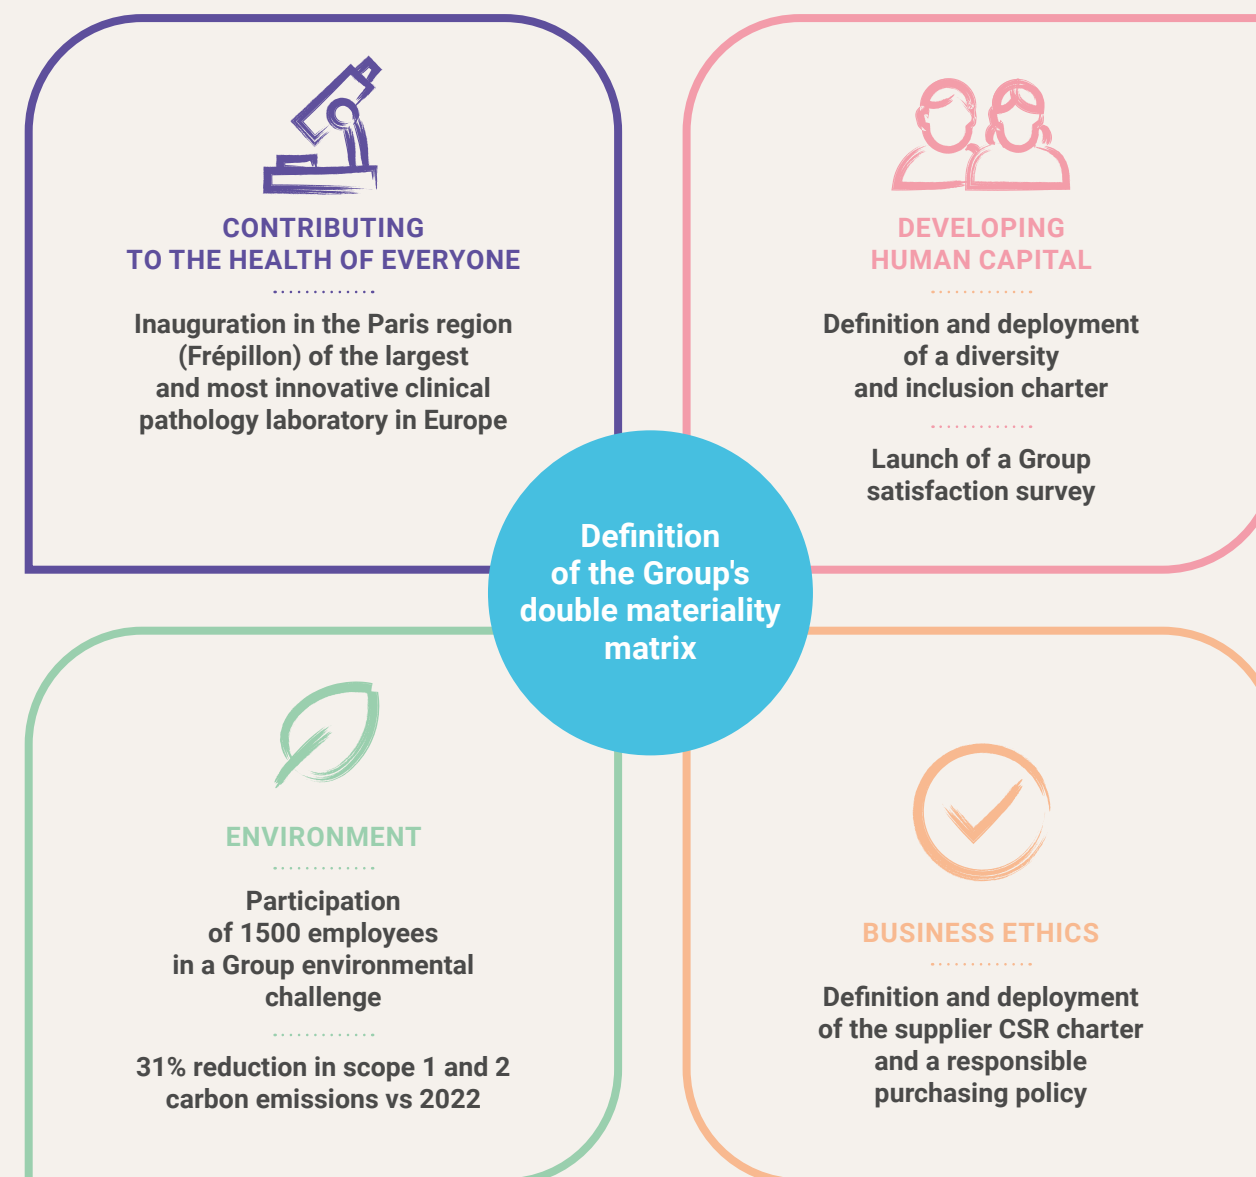 CONTRIBUTING
TO THE HEALTH OF EVERYONE
Inauguration in the Paris region
(Frépillon) of the largest
and most innovative clinical
pathology laboratory in Europe
DEVELOPING
HUMAN CAPITAL
Definition and deployment
of a diversity
and inclusion charter
Launch of a Group
satisfaction survey
Definition
of the Group's
double materiality
matrix
ENVIRONMENT
Participation
of 1500 employees
in a Group environmental
challenge
31% reduction in scope 1 and 2
carbon emissions vs 2022
BUSINESS ETHICS
Definition and deployment
of the supplier CSR charter
and a responsible
purchasing policy